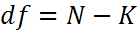 df = N − K